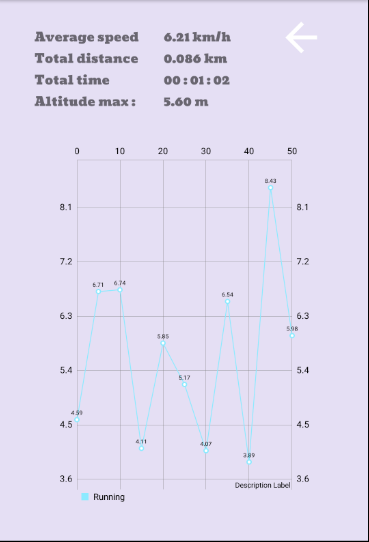 Average speed 6.21 km/h
Total distance 0.086 km
Total time 00 : 01 : 02
Altitude max : 5.60 m
0 10 20 30 40 50
8.43
8.1 8.1
7.2 7.2
6.71 6.74
6.54
6.3 6.3
5.98
5.85
5.4 5.4
5.17
4.59
4.5 4.5
4.11 4.07
3.89
3.6 3.6
Description Label
Running